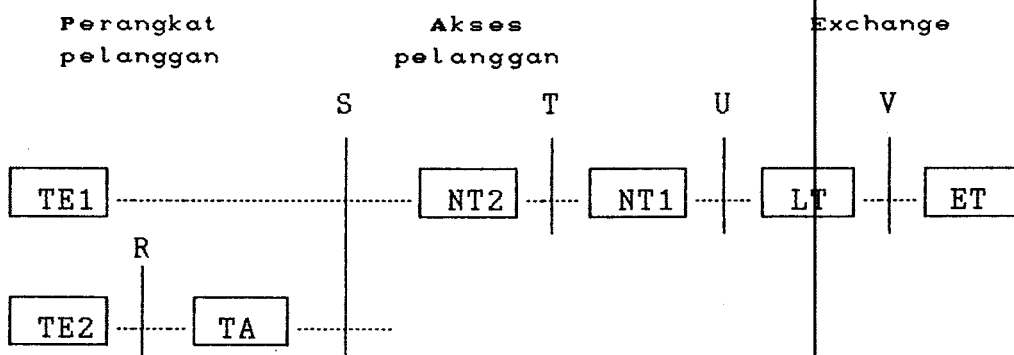 Perangkat pelanggan
Akses pelanggan
Exchange
S T U V
TE1 NT2 NT1 LT ET
R
TE2 TA